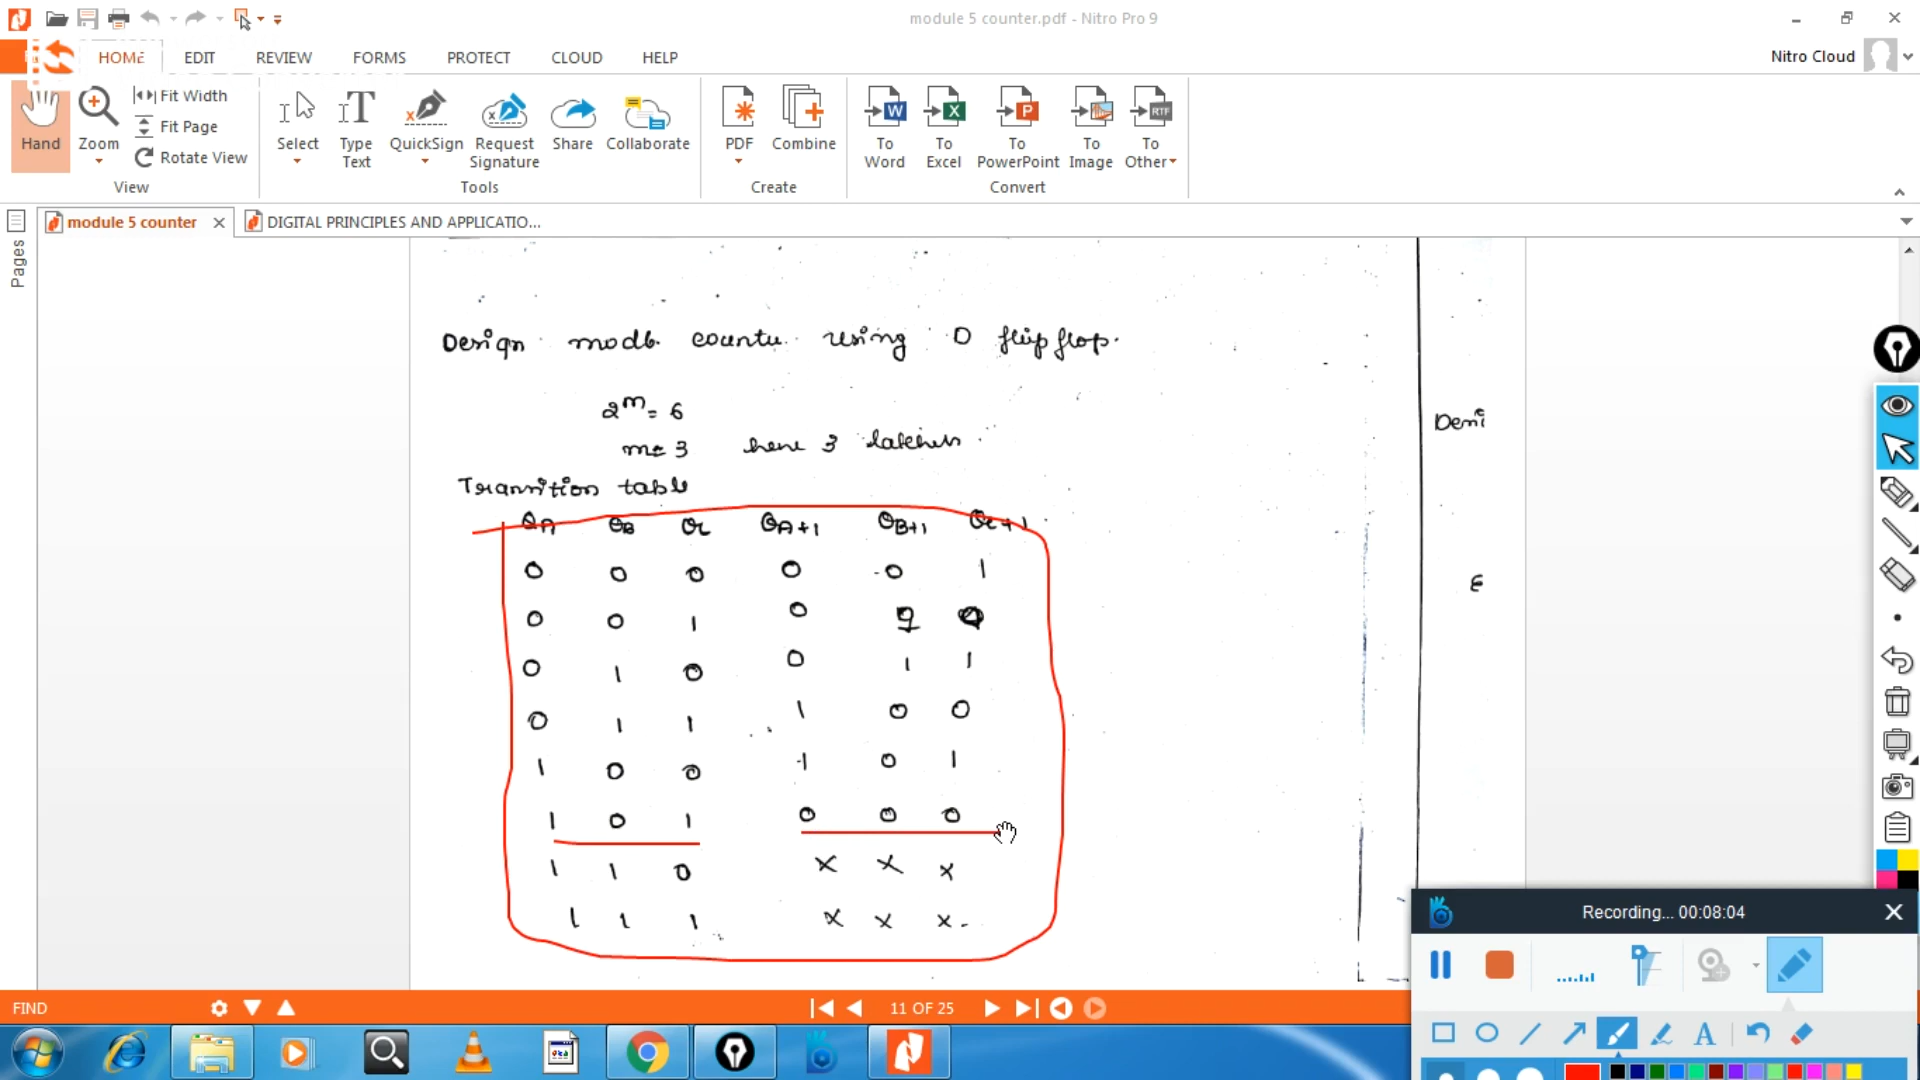 module 5 counter.pdf - Nitro Pro 9
HOME EDIT REVIEW FORMS PROTECT CLOUD HELP
Nitro Cloud
Hand
Zoom
Fit Width
Fit Page
Rotate View
Select
Type Text
QuickSign
Request Signature
Share
Collaborate
PDF
Combine
To Word
To Excel
To PowerPoint
To Image
To Other
View
Tools
Create
Convert
module 5 counter
DIGITAL PRINCIPLES AND APPLICATIO...
Pages
Design mod6 counter using D flipflop.
2^m = 6
m = 3 here 3 latches
Transition table
QA QB QC QA+1 QB+1 QC+1
0 0 0 0 0 1
0 0 1 0 1 0
0 1 0 0 1 1
0 1 1 1 0 0
1 0 0 1 0 1
1 0 1 0 0 0
1 1 0 x x x
1 1 1 x x x
Desi
E
Recording... 00:08:04
FIND
11 OF 25